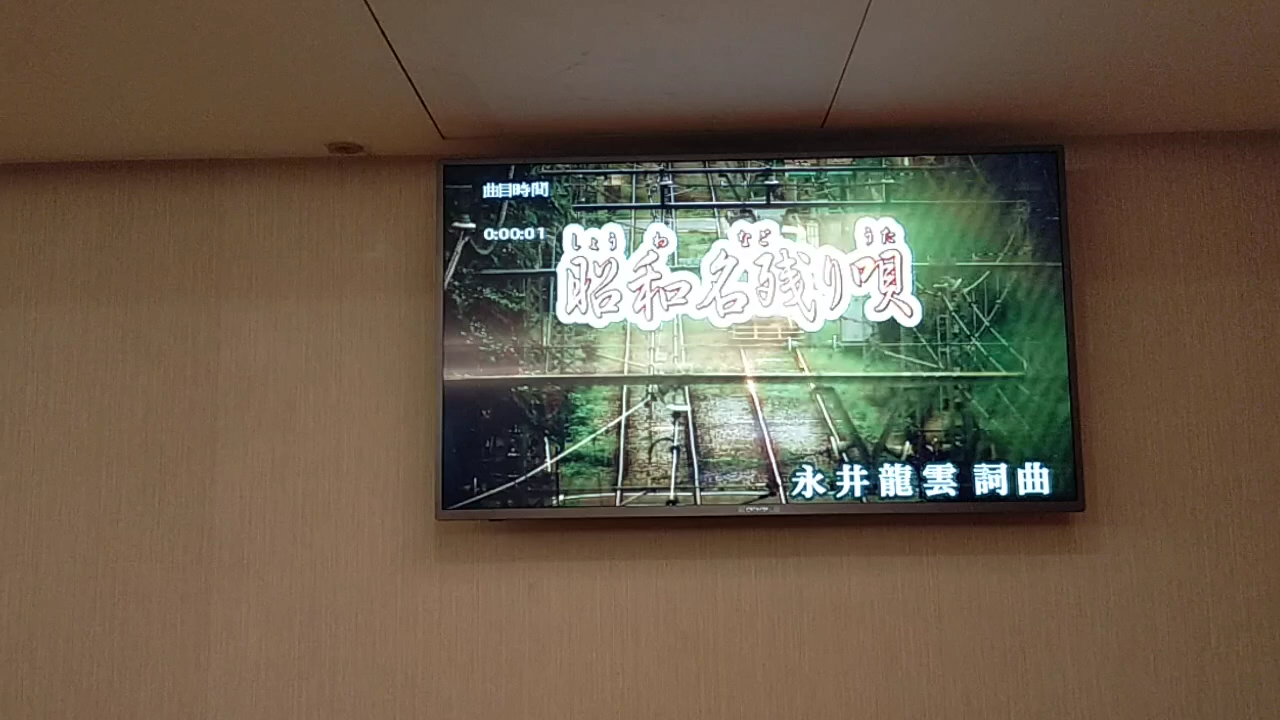 曲目時間
0:00:01
しょうわ なご うた
昭和名残り唄
永井龍雲 詞曲